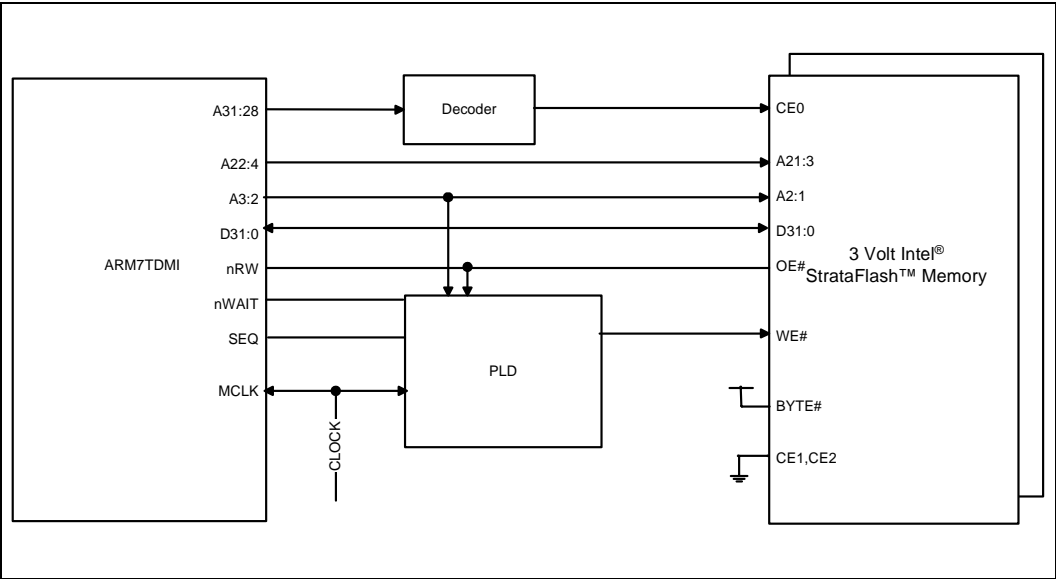 A31:28
Decoder
CE0
A22:4
A21:3
A3:2
A2:1
D31:0
D31:0
ARM7TDMI
nRW
OE#
3 Volt Intel®
StrataFlash™ Memory
nWAIT
SEQ
WE#
PLD
MCLK
BYTE#
CLOCK
CE1,CE2